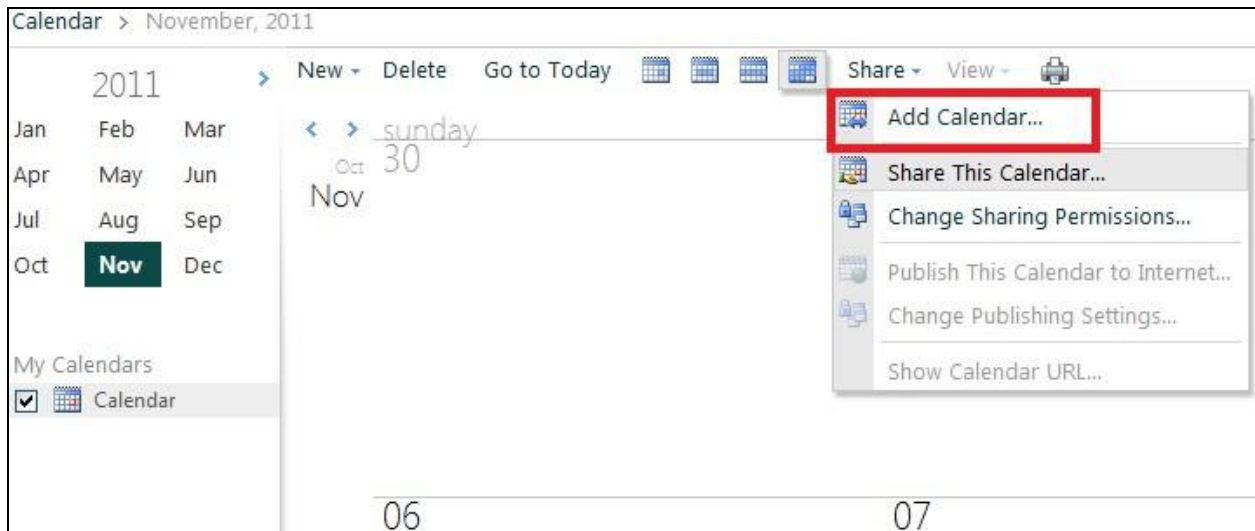 Calendar > November, 2011
2011 >
Jan Feb Mar
Apr May Jun
Jul Aug Sep
Oct Nov Dec
My Calendars
Calendar
New Delete Go to Today Share View
Add Calendar...
Share This Calendar...
Change Sharing Permissions...
Publish This Calendar to Internet...
Change Publishing Settings...
Show Calendar URL...
< > sunday
Oct 30
Nov
06 07